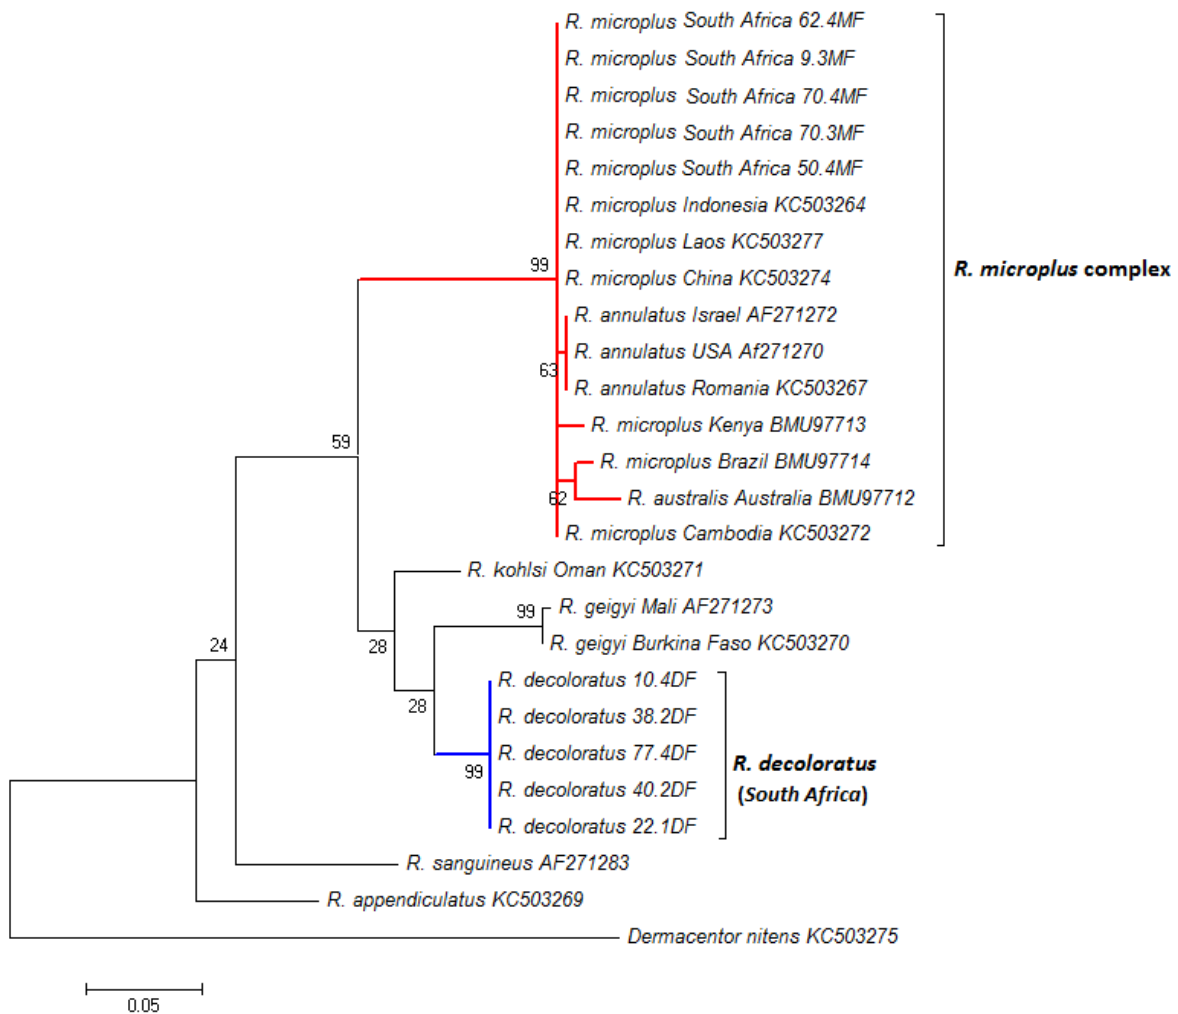 R. microplus South Africa 62.4MF
R. microplus South Africa 9.3MF
R. microplus South Africa 70.4MF
R. microplus South Africa 70.3MF
R. microplus South Africa 50.4MF
R. microplus Indonesia KC503264
R. microplus Laos KC503277
99
R. microplus China KC503274
R. microplus complex
R. annulatus Israel AF271272
R. annulatus USA Af271270
63
R. annulatus Romania KC503267
R. microplus Kenya BMU97713
59
R. microplus Brazil BMU97714
62
R. australis Australia BMU97712
R. microplus Cambodia KC503272
R. kohlsi Oman KC503271
99
R. geigyi Mali AF271273
24
28
R. geigyi Burkina Faso KC503270
R. decoloratus 10.4DF
28
R. decoloratus 38.2DF
R. decoloratus 77.4DF
99
R. decoloratus 40.2DF
R. decoloratus 22.1DF
R. decoloratus
(South Africa)
R. sanguineus AF271283
R. appendiculatus KC503269
Dermacentor nitens KC503275
0.05